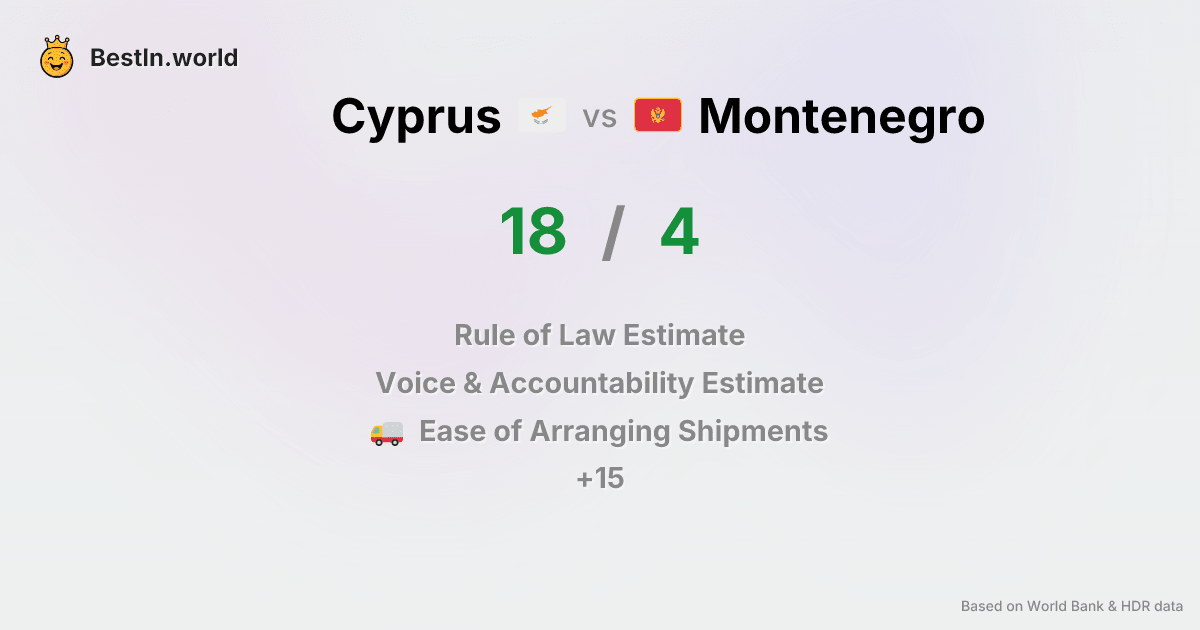 BestIn.world
Cyprus vs Montenegro
18 / 4
Rule of Law Estimate
Voice & Accountability Estimate
Ease of Arranging Shipments
+15
Based on World Bank & HDR data